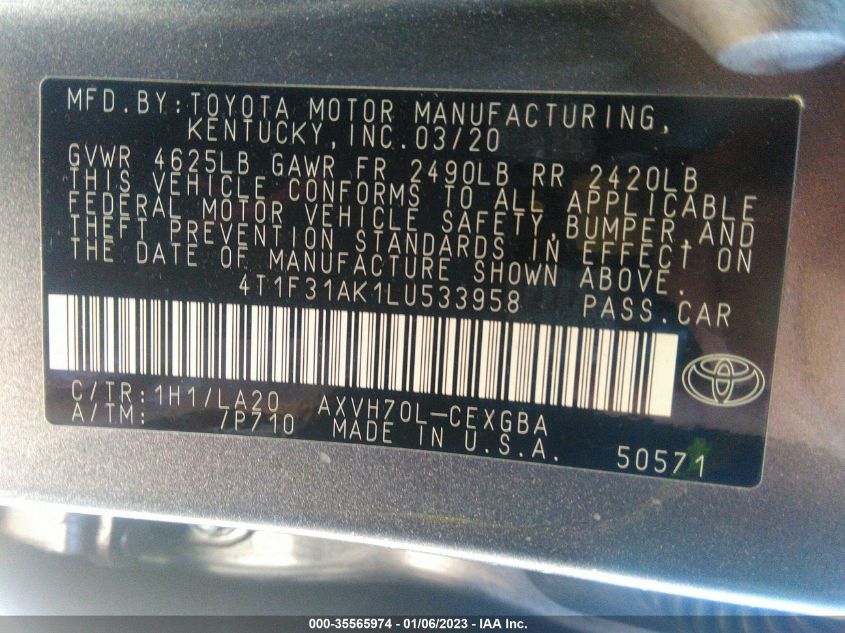 MFD.BY:TOYOTA MOTOR MANUFACTURING,
KENTUCKY,INC.03/20
GVWR 4625LB GAWR FR 2490LB RR 2420LB
THIS VEHICLE CONFORMS TO ALL APPLICABLE
FEDERAL MOTOR VEHICLE SAFETY,BUMPER,AND
THEFT PREVENTION STANDARDS IN EFFECT ON
THE DATE OF MANUFACTURE SHOWN ABOVE.
4T1F31AK1LU533958 PASS.CAR
C/TR:1H1/LA20 AXVH70L-CEXGBA
A/TM: 7P710 MADE IN U.S.A. 50571
000-35565974 - 01/06/2023 - IAA Inc.